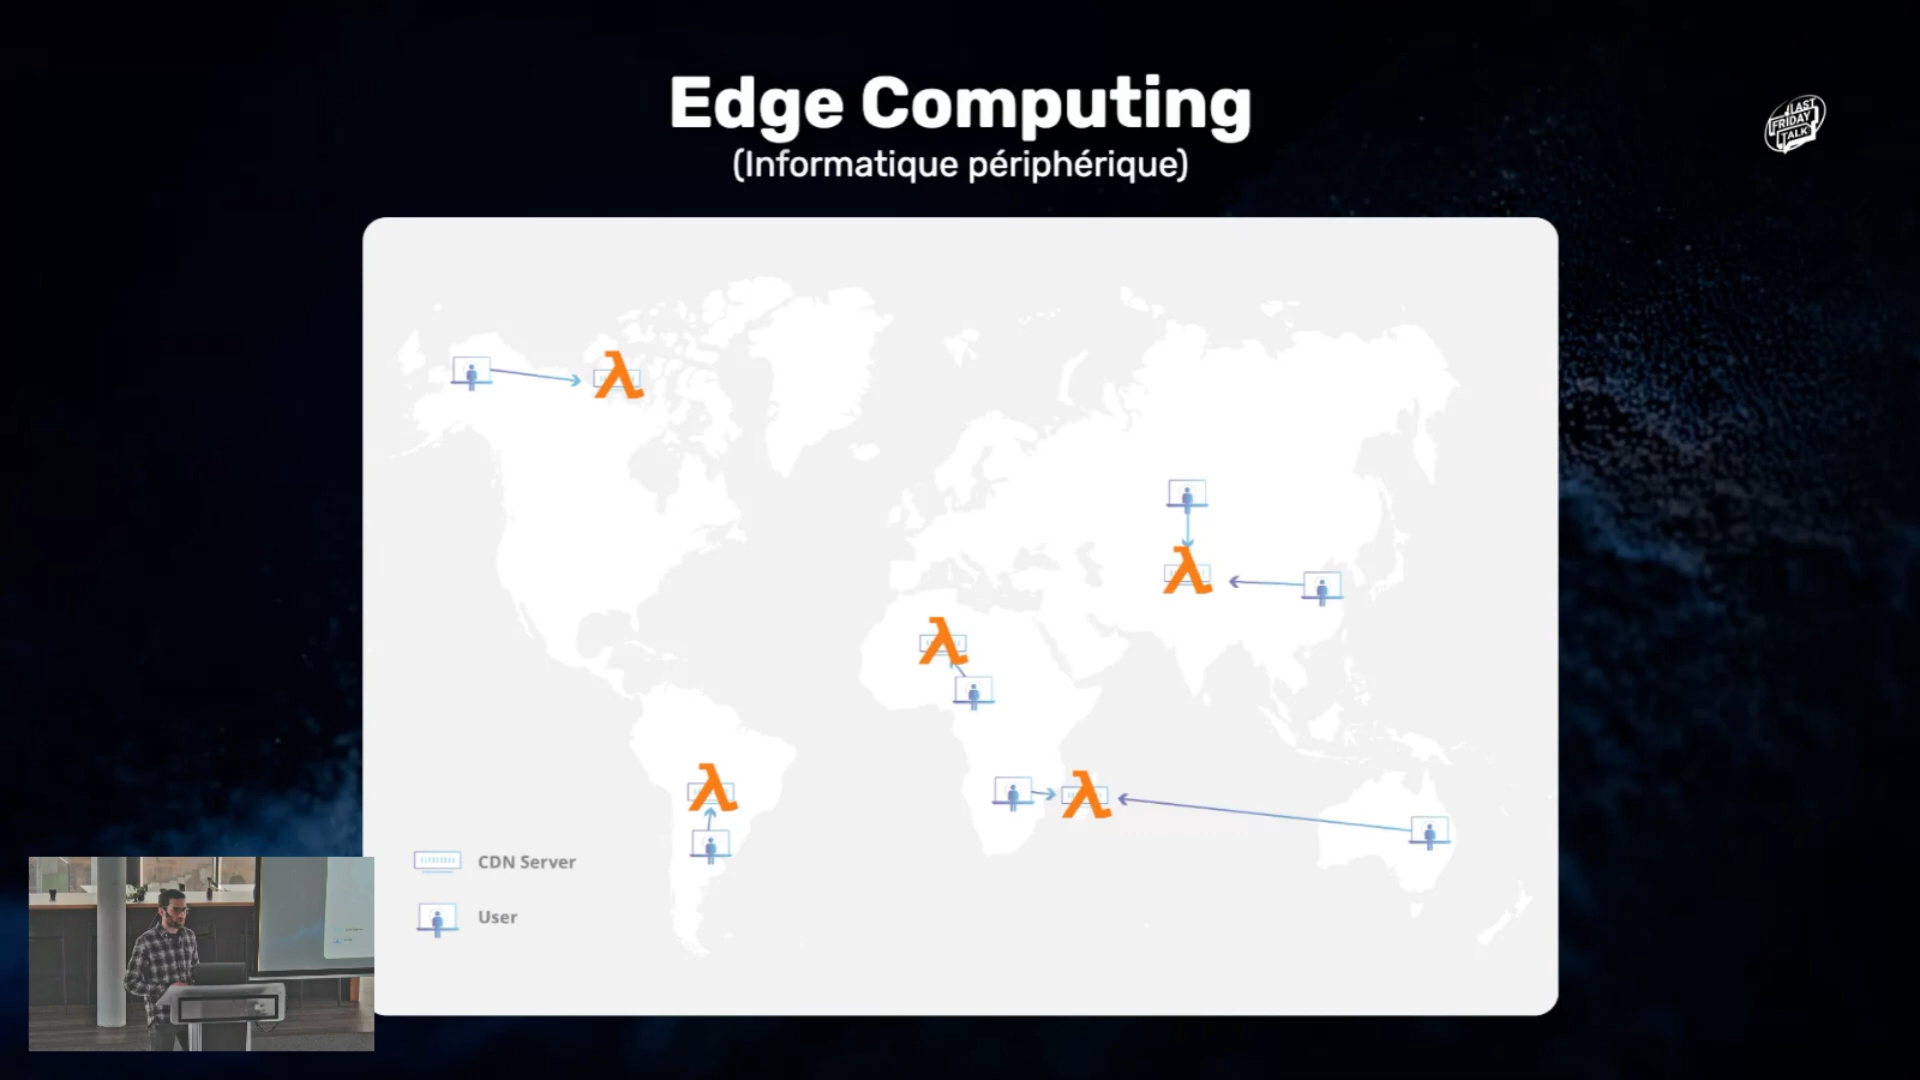 Edge Computing
(Informatique périphérique)
LAST
FRIDAY
TALK
λ
λ
λ
λ
λ
CDN Server
User